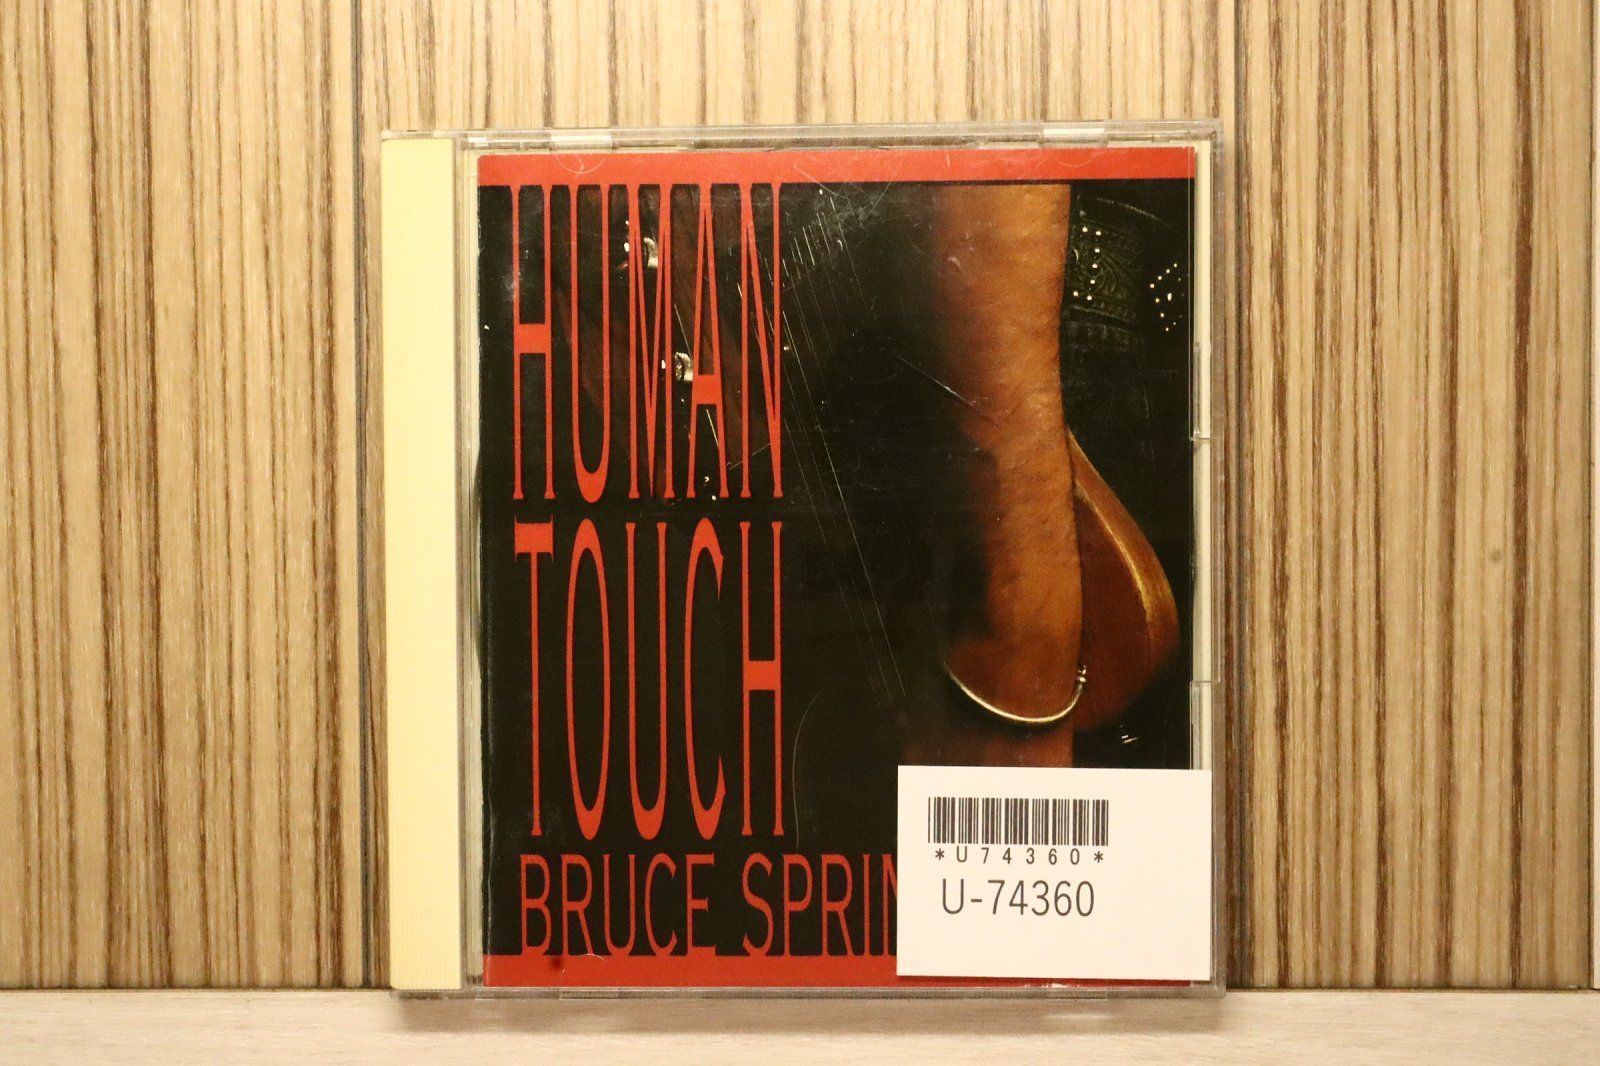 HUMAN
TOUCH
BRUCE SPRIN
*U74360*
U-74360